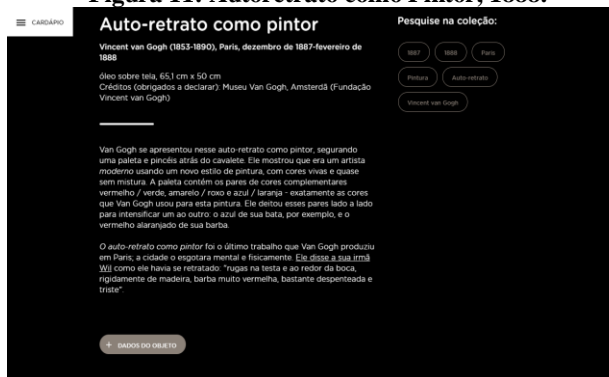 Figura 11: Autorretrato como Pintor, 1888.
CARDÁPIO
Auto-retrato como pintor
Vincent van Gogh (1853-1890), Paris, dezembro de 1887-fevereiro de
1888
óleo sobre tela, 65,1 cm x 50 cm
Créditos (obrigados a declarar): Museu Van Gogh, Amsterdã (Fundação
Vincent van Gogh)
Van Gogh se apresentou nesse auto-retrato como pintor, segurando
uma paleta e pincéis atrás do cavalete. Ele mostrou que era um artista
moderno usando um novo estilo de pintura, com cores vivas e quase
sem mistura. A paleta contém os pares de cores complementares
vermelho / verde, amarelo / roxo e azul / laranja - exatamente as cores
que Van Gogh usou para esta pintura. Ele deitou esses pares lado a lado
para intensificar um ao outro: o azul de sua bata, por exemplo, e o
vermelho alaranjado de sua barba.
O auto-retrato como pintor foi o último trabalho que Van Gogh produziu
em Paris; a cidade o esgotara mental e fisicamente. Ele disse a sua irmã
Wil como ele havia se retratado: "rugas na testa e ao redor da boca,
rigidamente de madeira, barba muito vermelha, bastante despenteada e
triste".
+ DADOS DO OBJETO
Pesquise na coleção:
1887
1888
Paris
Pintura
Auto-retrato
Vincent van Gogh